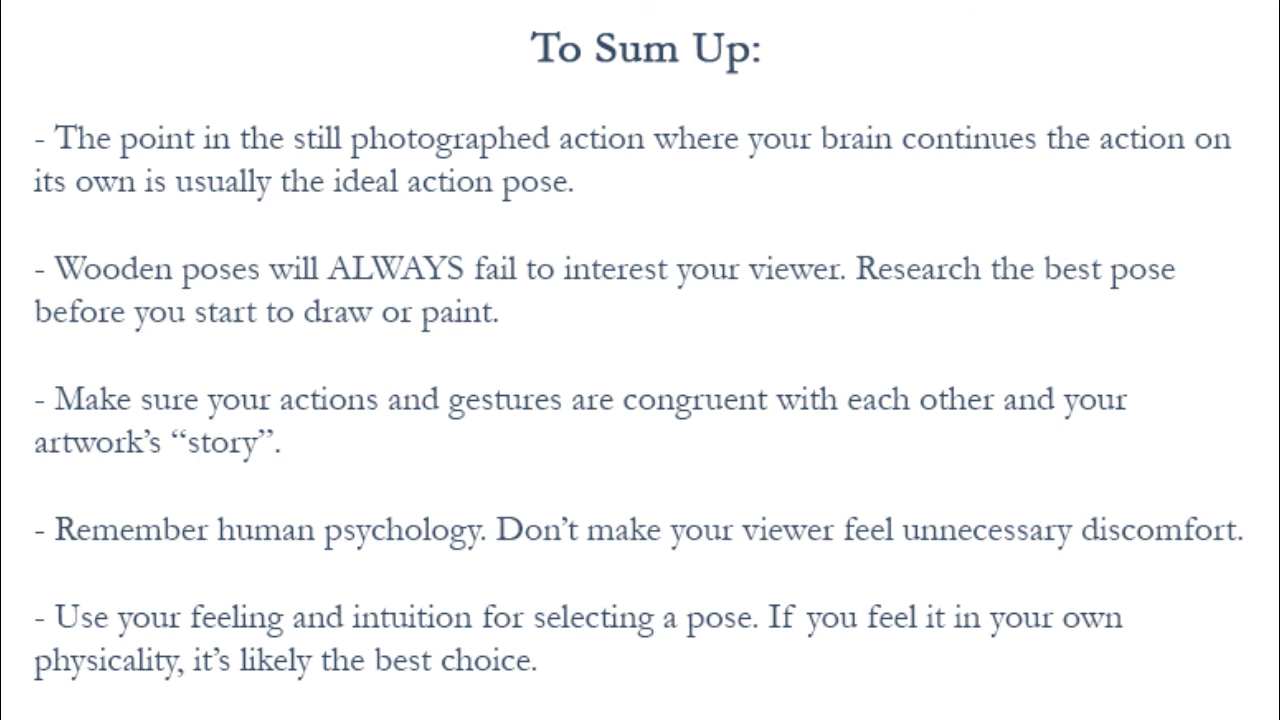 To Sum Up:
- The point in the still photographed action where your brain continues the action on
its own is usually the ideal action pose.
- Wooden poses will ALWAYS fail to interest your viewer. Research the best pose
before you start to draw or paint.
- Make sure your actions and gestures are congruent with each other and your
artwork’s “story”.
- Remember human psychology. Don’t make your viewer feel unnecessary discomfort.
- Use your feeling and intuition for selecting a pose. If you feel it in your own
physicality, it’s likely the best choice.